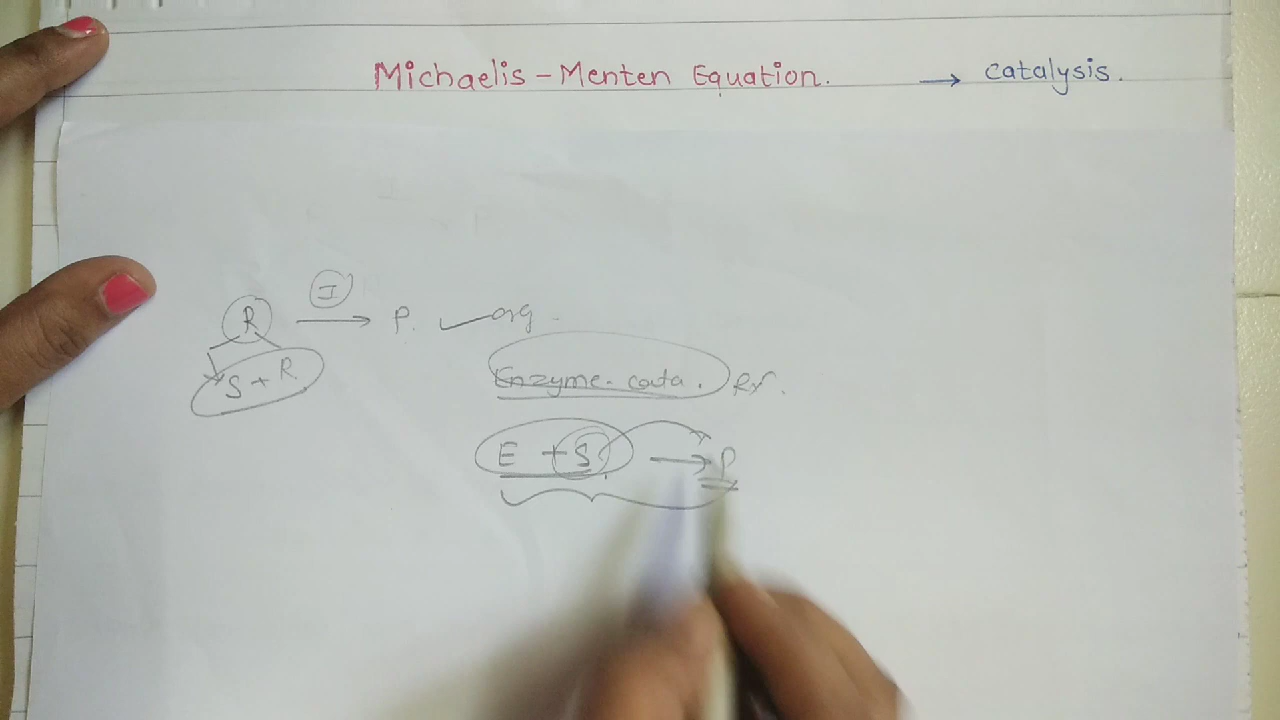 Michaelis-Menten Equation. → catalysis.
R → I P. ✓ org.
S + R
Enzyme. cata. Rx.
E + S → P